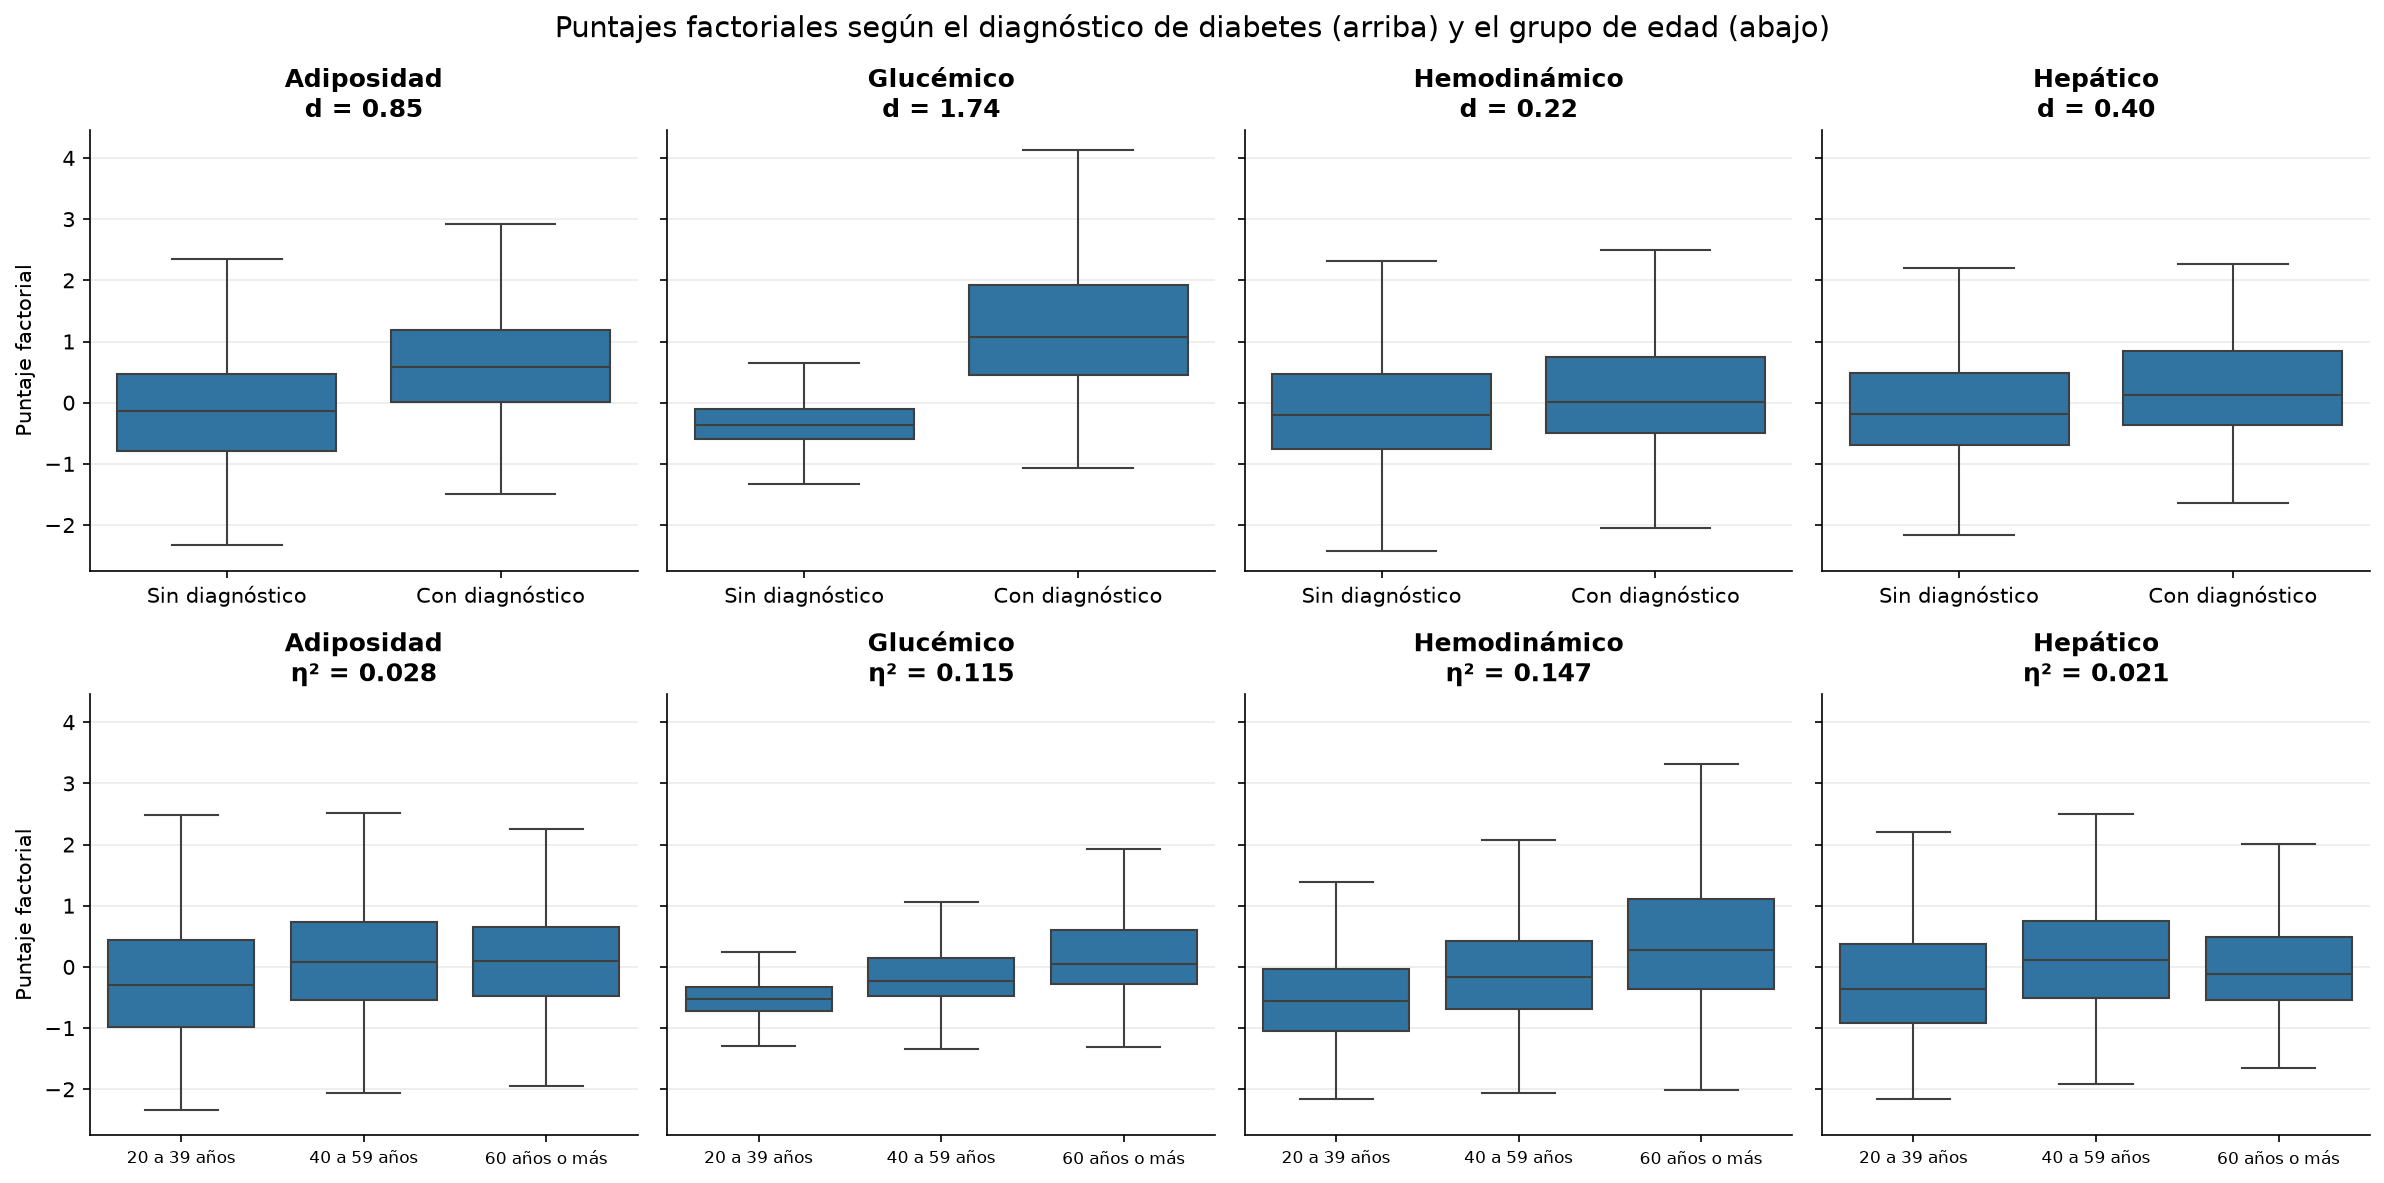 Puntajes factoriales según el diagnóstico de diabetes (arriba) y el grupo de edad (abajo)
Adiposidad
d = 0.85
Glucémico
d = 1.74
Hemodinámico
d = 0.22
Hepático
d = 0.40
Puntaje factorial
4
3
2
1
0
−1
−2
Sin diagnóstico
Con diagnóstico
Sin diagnóstico
Con diagnóstico
Sin diagnóstico
Con diagnóstico
Sin diagnóstico
Con diagnóstico
Adiposidad
η² = 0.028
Glucémico
η² = 0.115
Hemodinámico
η² = 0.147
Hepático
η² = 0.021
Puntaje factorial
4
3
2
1
0
−1
−2
20 a 39 años
40 a 59 años
60 años o más
20 a 39 años
40 a 59 años
60 años o más
20 a 39 años
40 a 59 años
60 años o más
20 a 39 años
40 a 59 años
60 años o más